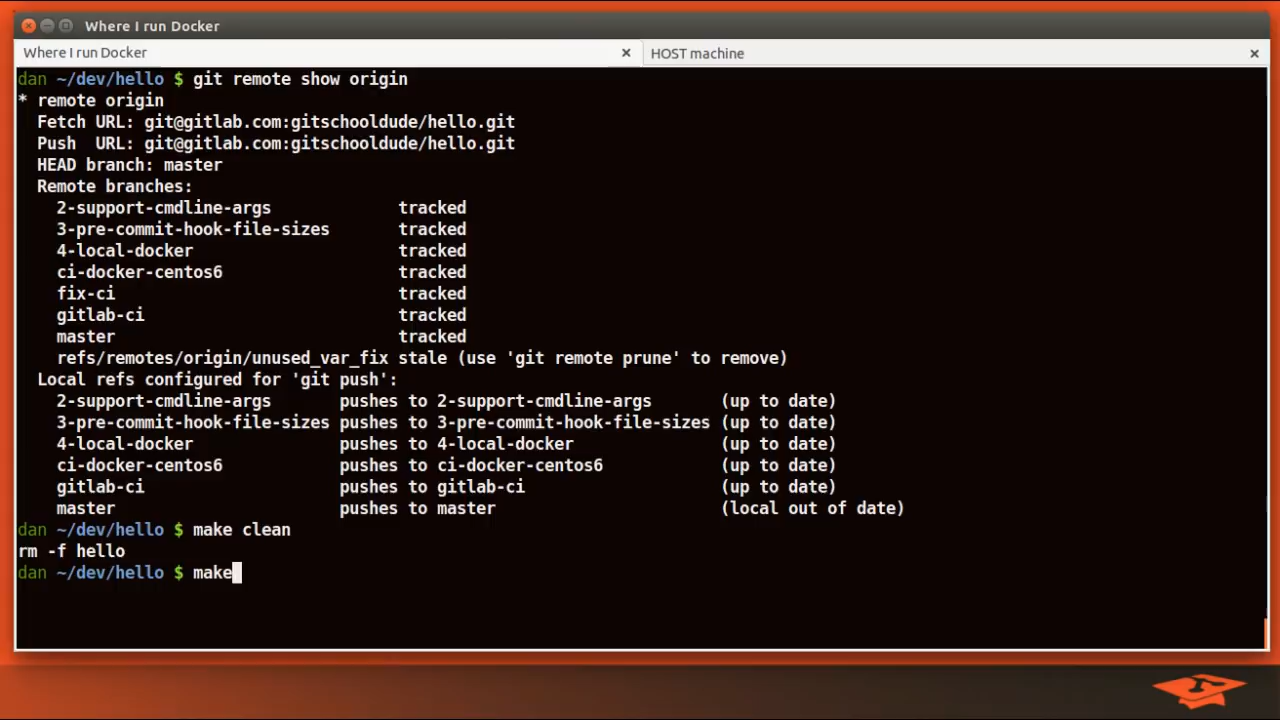 Where I run Docker
Where I run Docker
HOST machine
dan ~/dev/hello $ git remote show origin
* remote origin
  Fetch URL: git@gitlab.com:gitschooldude/hello.git
  Push  URL: git@gitlab.com:gitschooldude/hello.git
  HEAD branch: master
  Remote branches:
    2-support-cmdline-args             tracked
    3-pre-commit-hook-file-sizes       tracked
    4-local-docker                     tracked
    ci-docker-centos6                  tracked
    fix-ci                             tracked
    gitlab-ci                          tracked
    master                             tracked
    refs/remotes/origin/unused_var_fix stale (use 'git remote prune' to remove)
  Local refs configured for 'git push':
    2-support-cmdline-args       pushes to 2-support-cmdline-args       (up to date)
    3-pre-commit-hook-file-sizes pushes to 3-pre-commit-hook-file-sizes (up to date)
    4-local-docker               pushes to 4-local-docker               (up to date)
    ci-docker-centos6            pushes to ci-docker-centos6            (up to date)
    gitlab-ci                    pushes to gitlab-ci                    (up to date)
    master                       pushes to master                       (local out of date)
dan ~/dev/hello $ make clean
rm -f hello
dan ~/dev/hello $ make